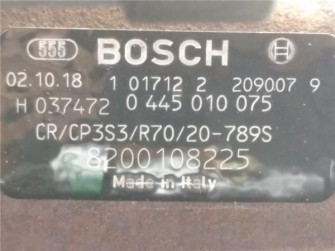 555 BOSCH
02.10.18 1 01712 2 209007 9
H 037472 0 445 010 075
CR/CP3S3/R70/20-789S
8200108225
Made in Italy